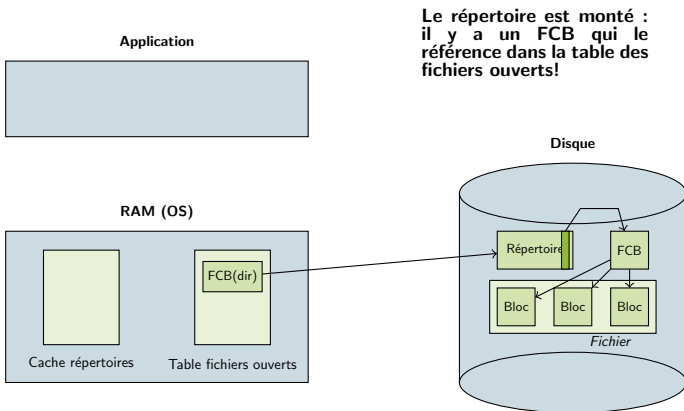 Le répertoire est monté :
il y a un FCB qui le
référence dans la table des
fichiers ouverts!
Application
Disque
RAM (OS)
Répertoire
FCB
FCB(dir)
Bloc
Bloc
Bloc
Fichier
Cache répertoires
Table fichiers ouverts